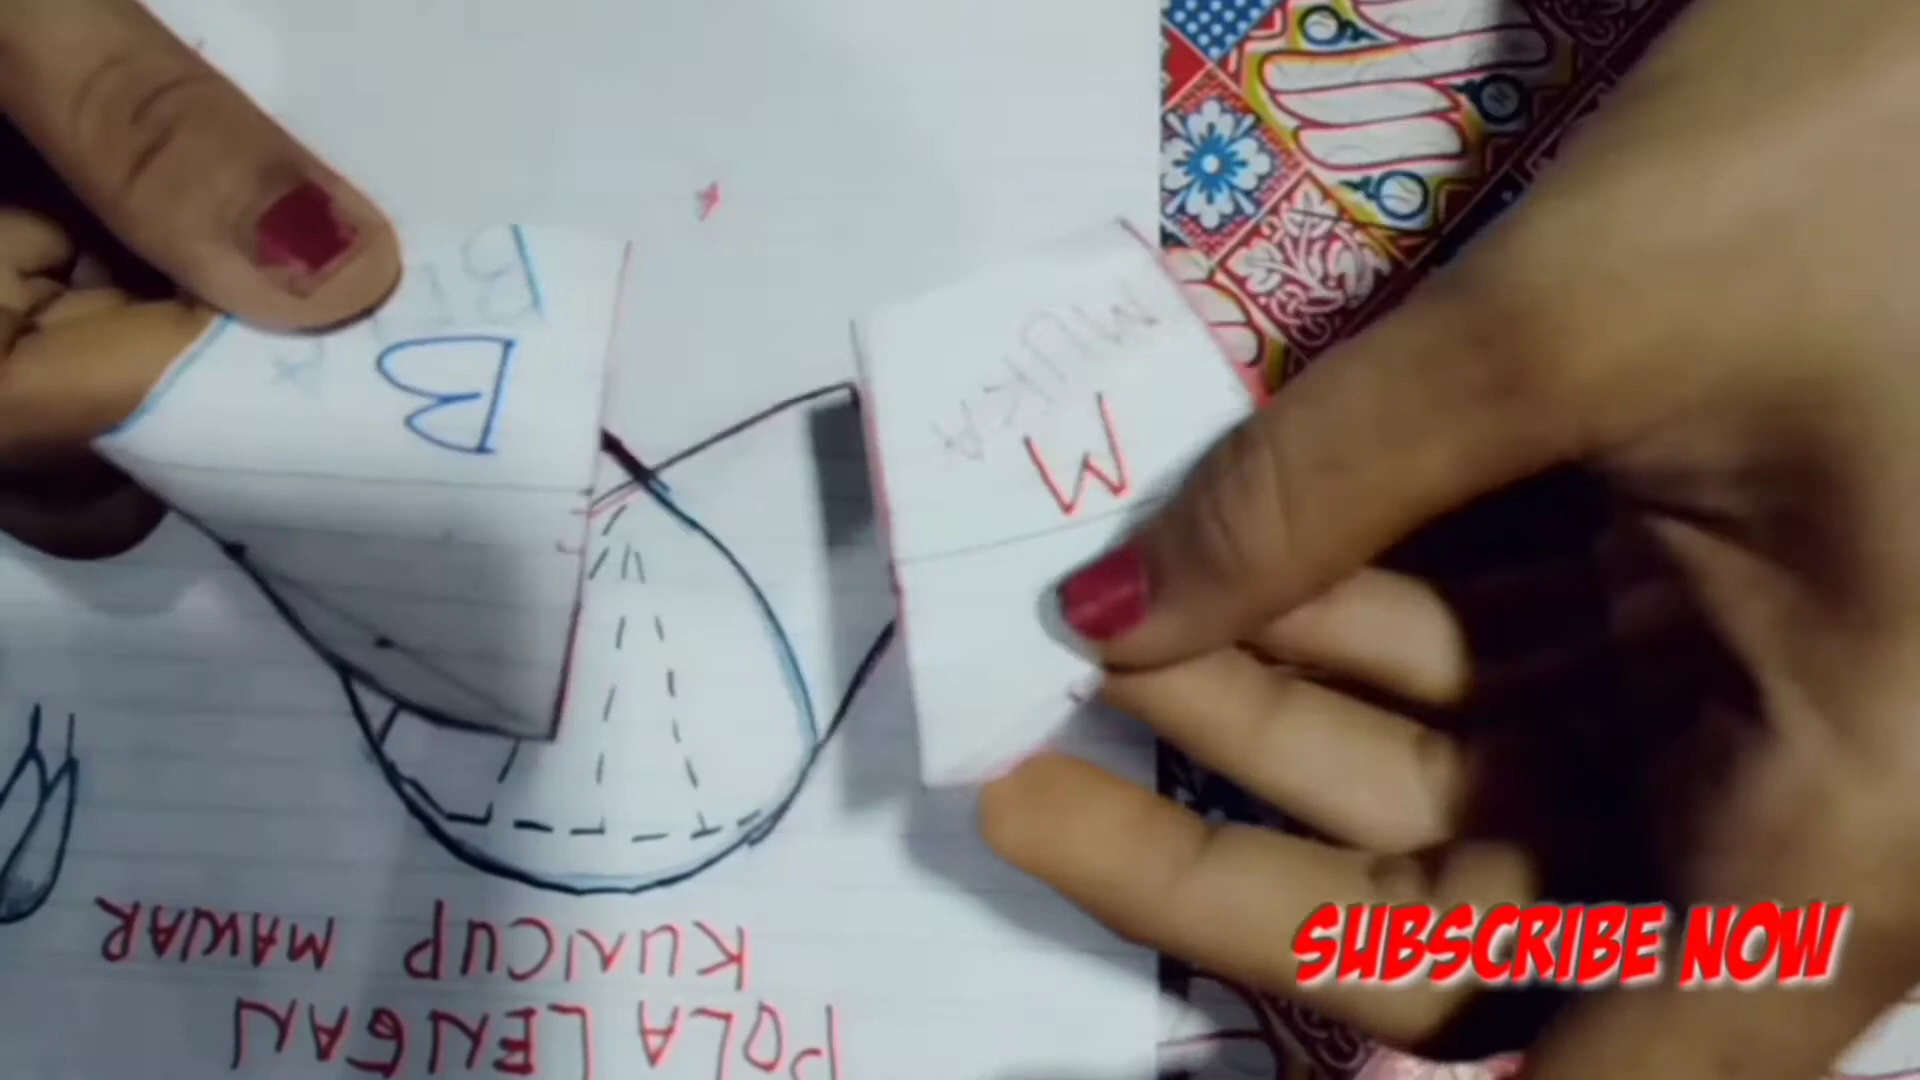 POLA LENGAN
KUNCUP MAWAR
B
MUKA
M
SUBSCRIBE NOW